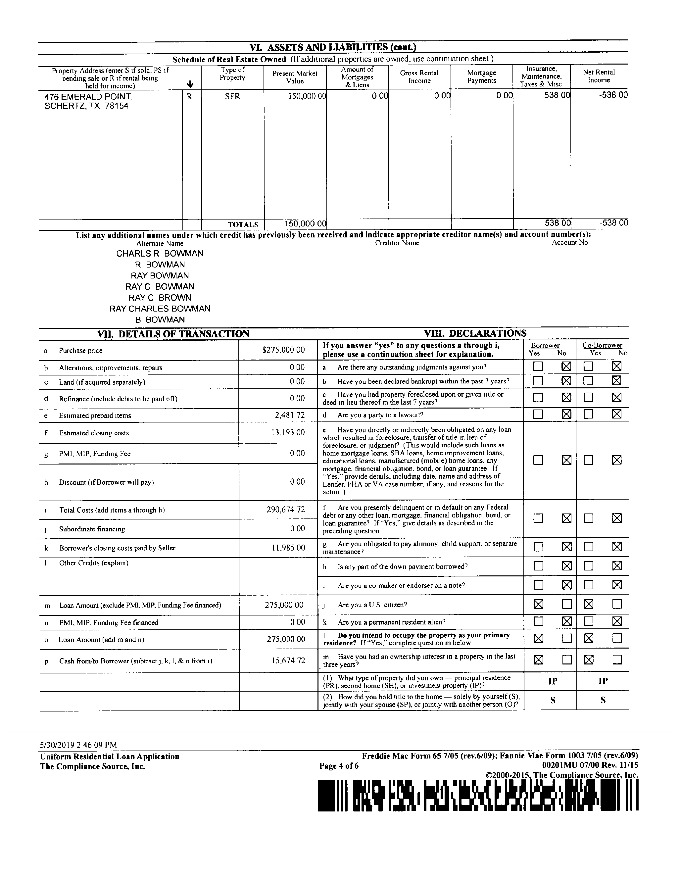 VI. ASSETS AND LIABILITIES (cont.)
Schedule of Real Estate Owned (If additional properties are owned, use continuation sheet.)
Property Address (enter S if sold, PS if pending sale or R if rental being held for income)
Type of Property
Present Market Value
Amount of Mortgages & Liens
Gross Rental Income
Mortgage Payments
Insurance, Maintenance, Taxes & Misc.
Net Rental Income
476 EMERALD POINT, R SFR 150,000.00 0.00 0.00 0.00 538.00 -538.00
SCHERTZ, TX 78154
TOTALS 150,000.00 538.00 -538.00
List any additional names under which credit has previously been received and indicate appropriate creditor name(s) and account number(s):
Alternate Name Creditor Name Account No
CHARLS R BOWMAN
R BOWMAN
RAY BOWMAN
RAY C BOWMAN
RAY C BROWN
RAY CHARLES BOWMAN
B BOWMAN
VII. DETAILS OF TRANSACTION
a Purchase price $275,000.00
b Alterations, improvements, repairs 0.00
c Land (if acquired separately) 0.00
d Refinance (include debts to be paid off) 0.00
e Estimated prepaid items 2,481.72
f Estimated closing costs 13,193.00
g PMI, MIP, Funding Fee 0.00
h Discount (if Borrower will pay) 0.00
i Total Costs (add items a through h) 290,674.72
j Subordinate financing 0.00
k Borrower's closing costs paid by Seller
l Other Credits (explain)
m Loan Amount (exclude PMI, MIP, Funding Fee financed) 275,000.00
n PMI, MIP, Funding Fee financed 0.00
o Loan Amount (add m and n) 275,000.00
p Cash from/to Borrower (subtract j, k, l, & o from i)
VIII. DECLARATIONS
If you answer "yes" to any questions a through i,
please use a continuation sheet for explanation.
Borrower Co-Borrower
Yes No Yes No
a Are there any outstanding judgments against you? ☐ ☒ ☐ ☒
b Have you been declared bankrupt within the past 7 years? ☐ ☒ ☐ ☒
c Have you had property foreclosed upon or given title or
deed in lieu thereof in the last 7 years? ☐ ☒ ☐ ☒
d Are you a party to a lawsuit? ☐ ☒ ☐ ☒
e Have you directly or indirectly been obligated on any loan
which resulted in foreclosure, transfer of title in lieu of
foreclosure, or judgment? (This would include such loans as
home mortgage loans, SBA loans, home improvement loans,
educational loans, manufactured (mobile) home loans, any
mortgage, financial obligation, bond, or loan guarantee. If
"Yes," provide details, including date, name and address of
Lender, FHA or VA case number, if any, and reasons for the
action.) ☐ ☒ ☐ ☒
f Are you presently delinquent or in default on any Federal
debt or any other loan, mortgage, financial obligation, bond, or
loan guarantee? If "Yes," give details as described in the
preceding question. ☐ ☒ ☐ ☒
g Are you obligated to pay alimony, child support, or separate
maintenance? ☐ ☒ ☐ ☒
h Is any part of the down payment borrowed? ☐ ☒ ☐ ☒
i Are you a co-maker or endorser on a note? ☐ ☒ ☐ ☒
j Are you a U.S. citizen? ☒ ☐ ☒ ☐
k Are you a permanent resident alien? ☐ ☒ ☐ ☒
l Do you intend to occupy the property as your primary
residence? If "Yes," complete question m below. ☒ ☐ ☒ ☐
m Have you had an ownership interest in a property in the last
three years? ☒ ☐ ☒ ☐
(1) What type of property did you own — principal residence
(PR), second home (SH), or investment property (IP)? IP IP
(2) How did you hold title to the home — solely by yourself (S),
jointly with your spouse (SP), or jointly with another person (O)? S S
5/30/2019 2:46:09 PM
Uniform Residential Loan Application Freddie Mac Form 65 7/05 (rev.6/09); Fannie Mae Form 1003 7/05 (rev.6/09)
The Compliance Source, Inc. Page 4 of 6 00201MU 07/00 Rev. 11/15
©2000-2015, The Compliance Source, Inc.